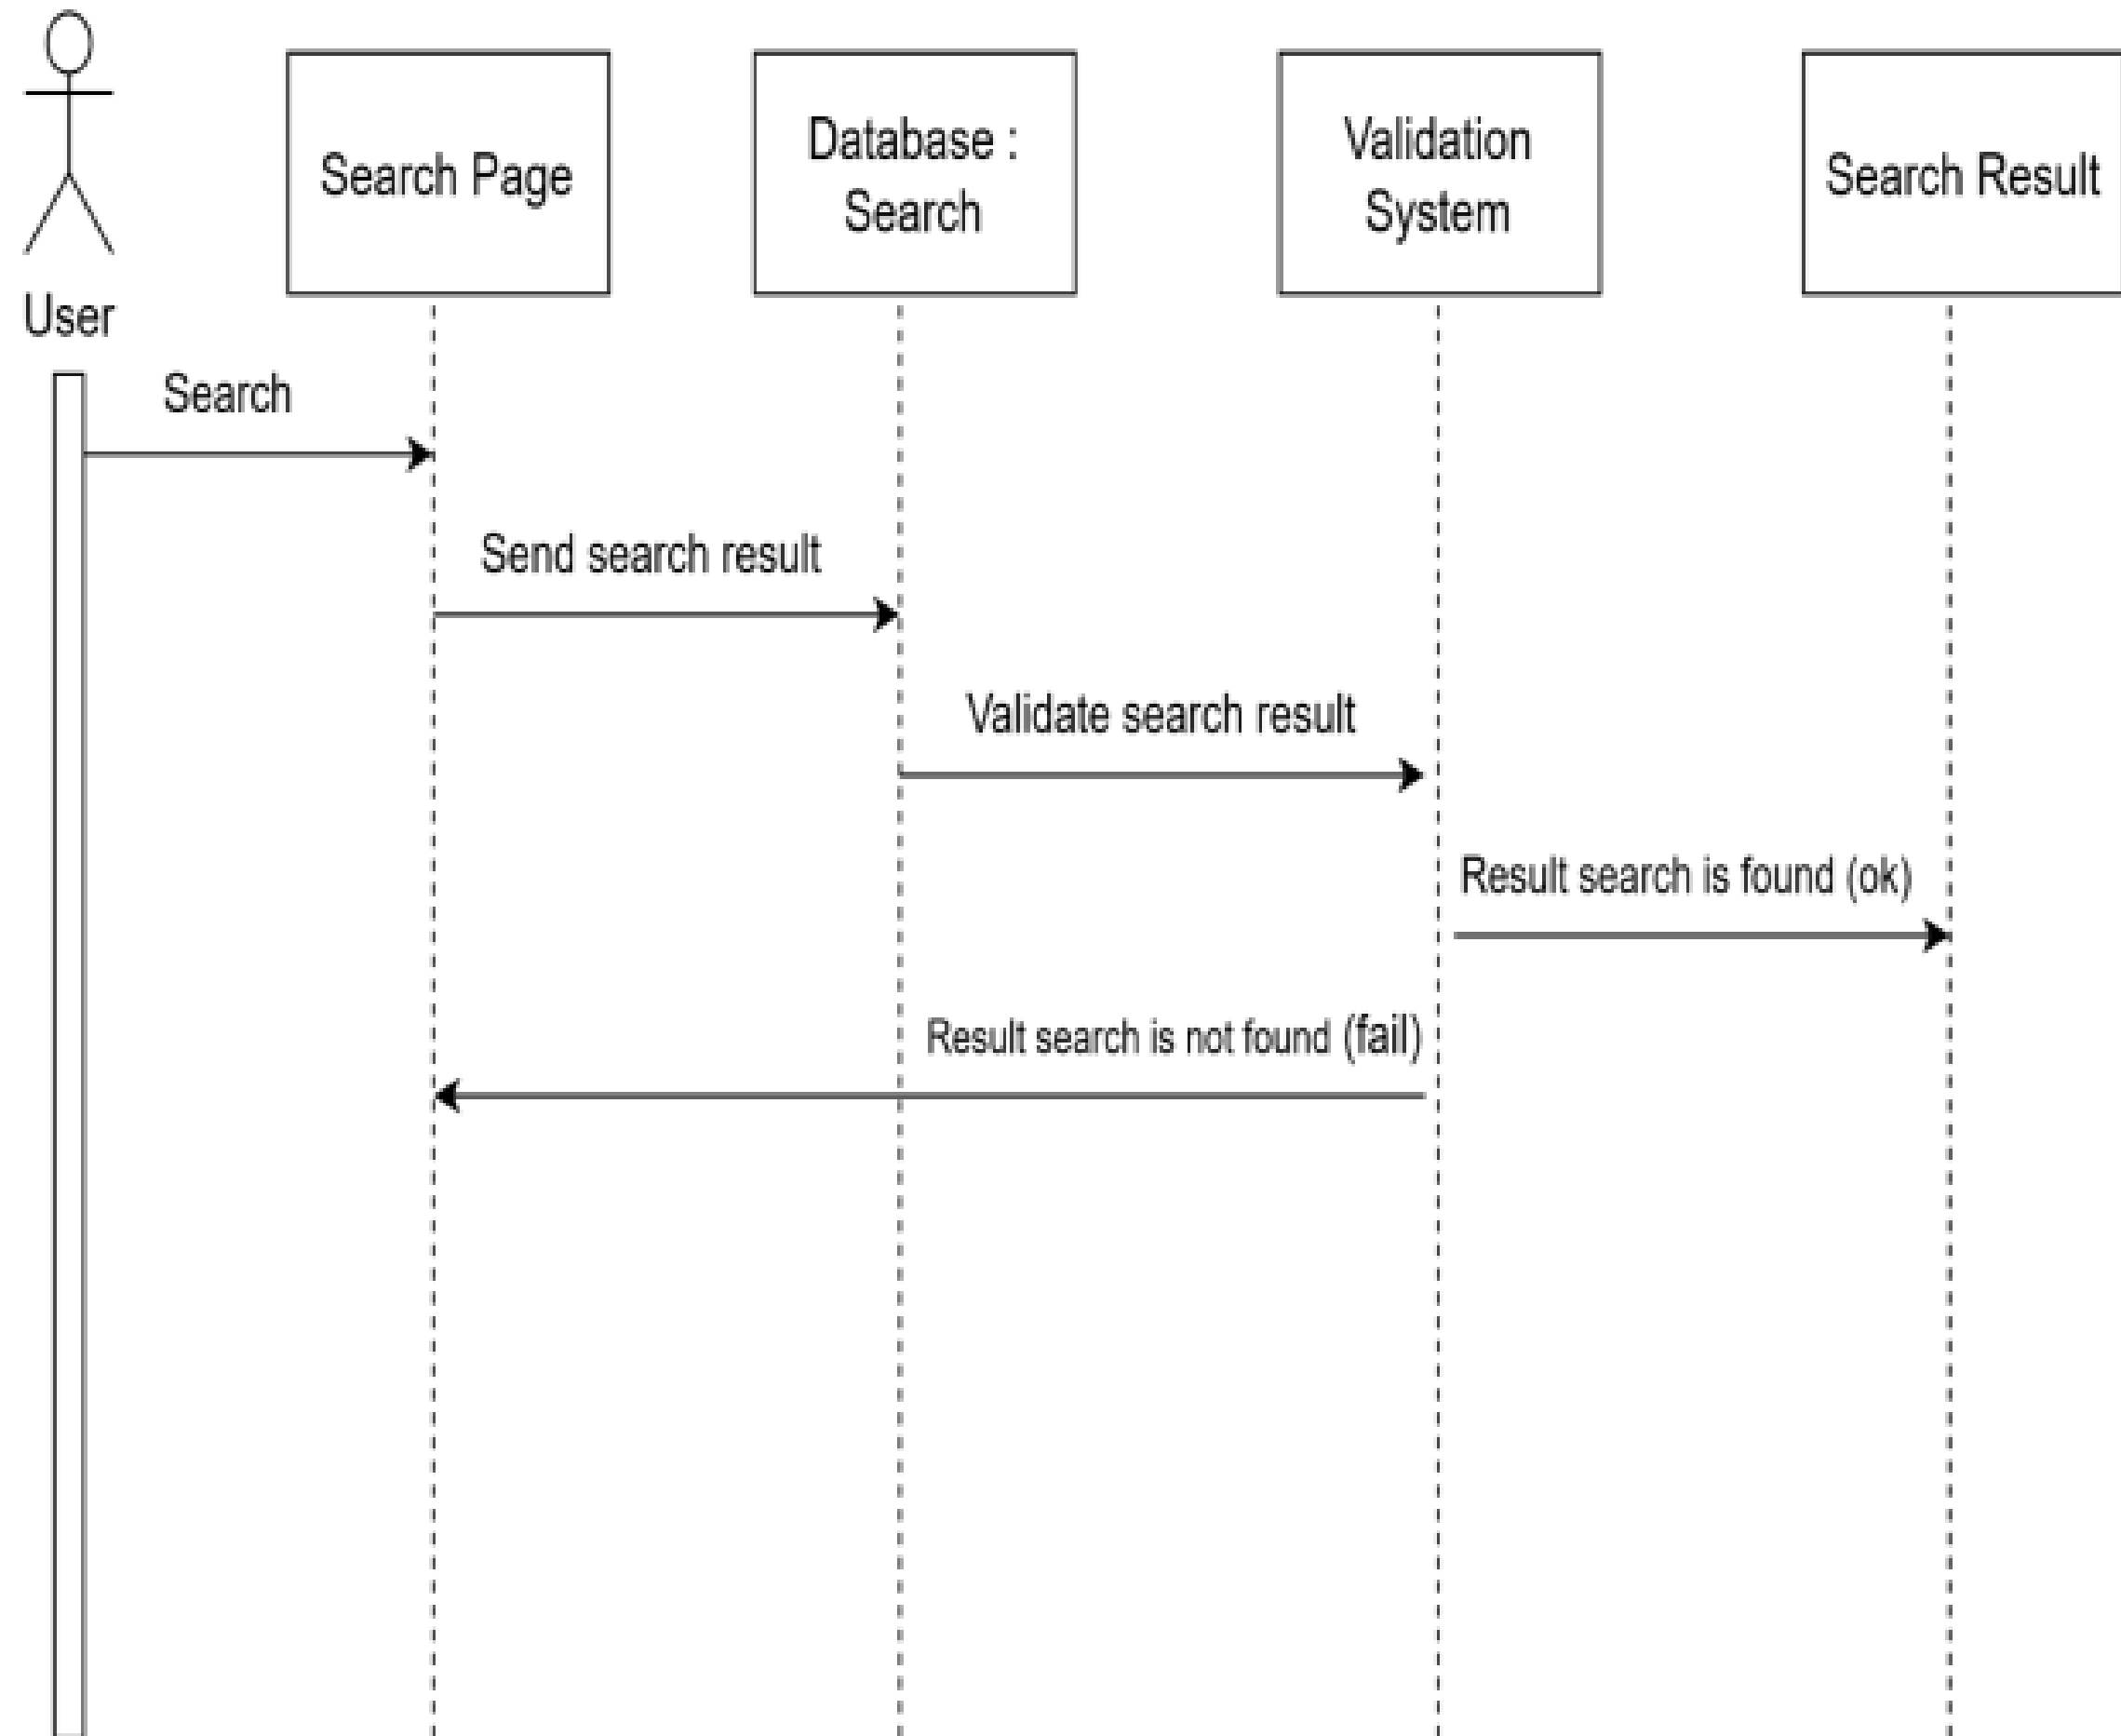 User
Search Page
Database :
Search
Validation
System
Search Result
Search
Send search result
Validate search result
Result search is found (ok)
Result search is not found (fail)